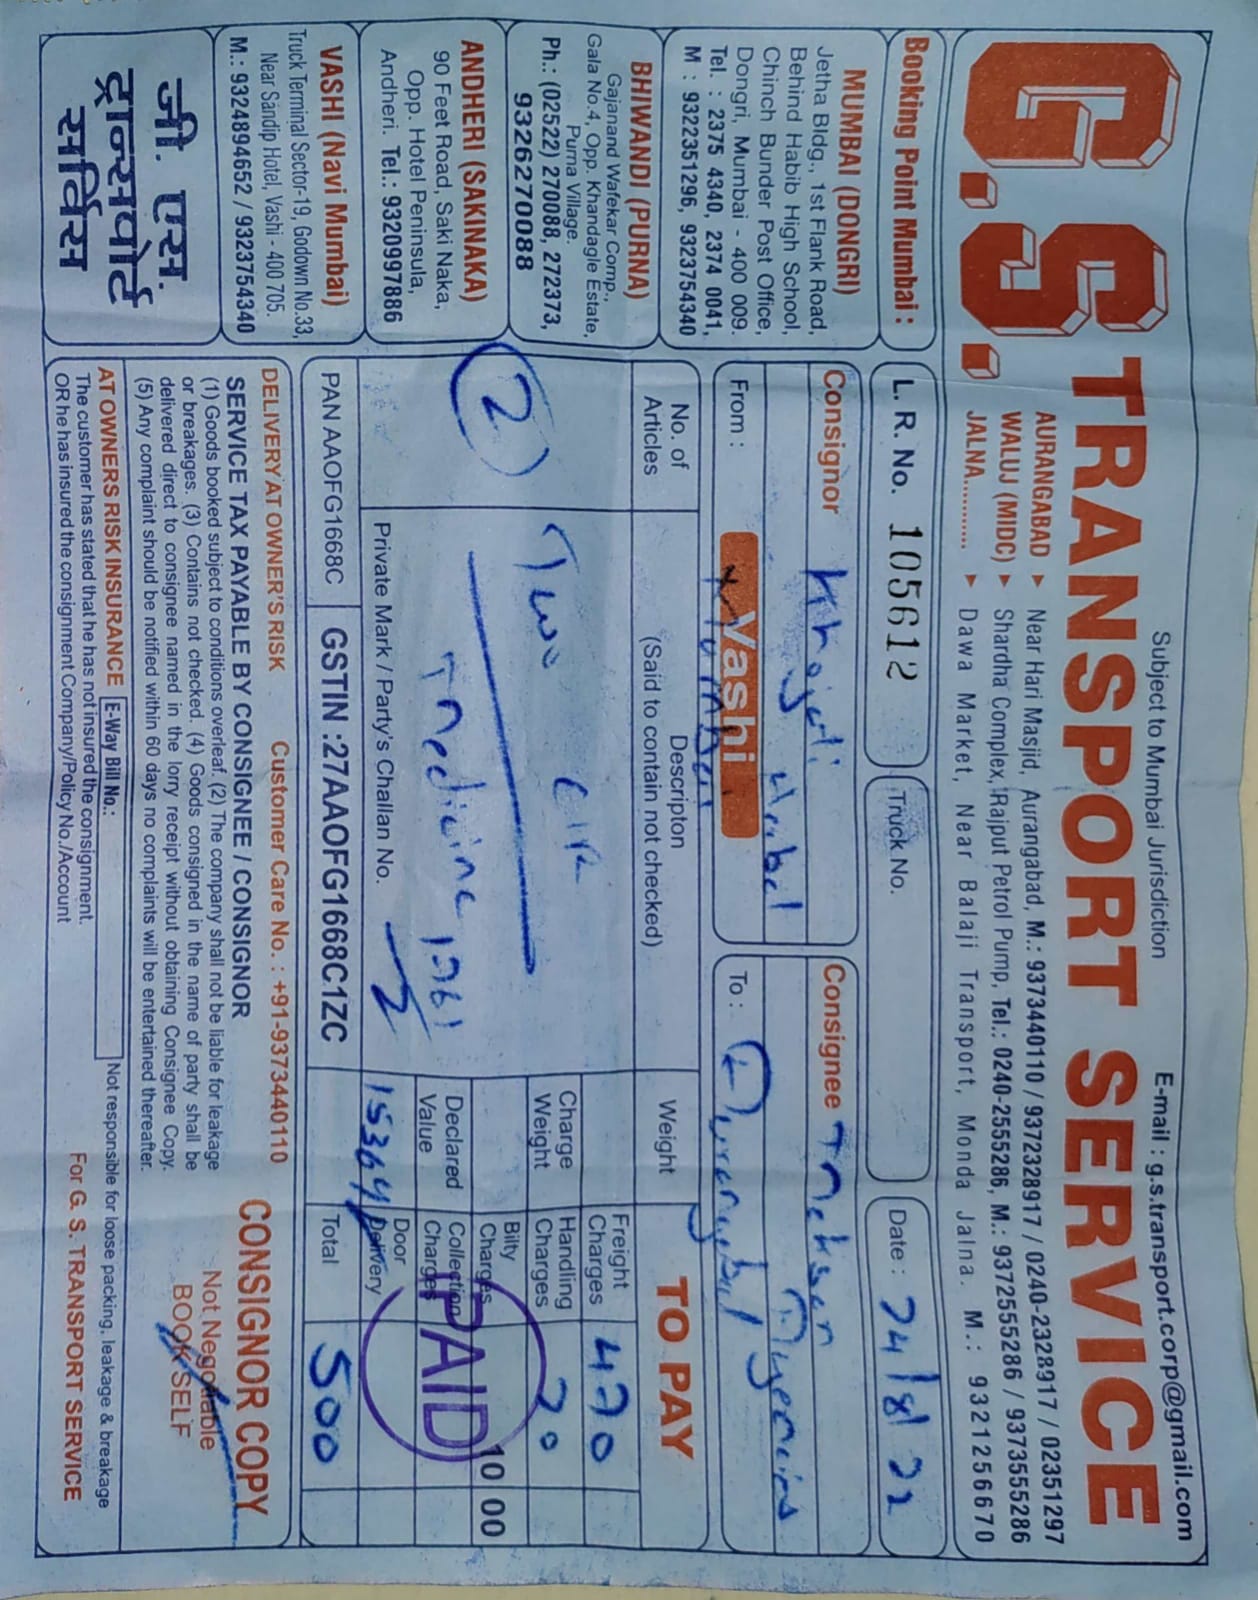 Subject to Mumbai Jurisdiction
E-mail : g.s.transport.corp@gmail.com
G.S. TRANSPORT SERVICE
AURANGABAD ▸ Near Hari Masjid, Aurangabad, M.: 9373440110 / 9372328917 / 0240-2328917 / 02351297
WALUJ (MIDC) ▸ Shardha Complex, Rajput Petrol Pump, Tel.: 0240-2555286, M.: 9372555286 / 9373555286
JALNA........... ▸ Dawa Market, Near Balaji Transport, Monda Jalna. M.: 9321256670
Booking Point Mumbai :
MUMBAI (DONGRI)
Jetha Bldg., 1st Flank Road,
Behind Habib High School,
Chinch Bunder Post Office,
Dongri, Mumbai - 400 009.
Tel. : 2375 4340, 2374 0041,
M : 9322351296, 9323754340
BHIWANDI (PURNA)
Gajanand Wafekar Comp.,
Gala No.4, Opp. Khandagle Estate,
Purna Village.
Ph.: (02522) 270088, 272373,
9326270088
ANDHERI (SAKINAKA)
90 Feet Road, Saki Naka,
Opp. Hotel Peninsula,
Andheri. Tel.: 9320997886
VASHI (Navi Mumbai)
Truck Terminal Sector-19, Godown No.33,
Near Sandip Hotel, Vashi - 400 705.
M.: 9324894652 / 9323754340
जी. एस.
ट्रान्सपोर्ट
सर्विस
L. R. No. 105612
Truck No.
Date : 24/8/22
Consignor
Consignee
From : Vashi
To :
No. of Articles
Descripton
(Said to contain not checked)
Weight
TO PAY
2
Two
medicine
Freight Charges 470
Charge Weight
Handling Charges 20
Bilty Charges 10 00
Declared Value
Collection Charges
PAID
Private Mark / Party's Challan No.
Door Delivery
PAN AAOFG1668C
GSTIN :27AAOFG1668C1ZC
Total 500
DELIVERY AT OWNER'S RISK
Customer Care No. : +91-9373440110
SERVICE TAX PAYABLE BY CONSIGNEE / CONSIGNOR
(1) Goods booked subject to conditions overleaf. (2) The company shall not be liable for leakage
or breakages. (3) Contains not checked. (4) Goods consigned in the name of party shall be
delivered direct to consignee named in the lorry receipt without obtaining Consignee Copy.
(5) Any complaint should be notified within 60 days no complaints will be entertained thereafter.
CONSIGNOR COPY
Not Negotiable
BOOK SELF
AT OWNERS RISK INSURANCE
E-Way Bill No.:
Not responsible for loose packing, leakage & breakage
The customer has stated that he has not insured the consignment.
OR he has insured the consignment Company/Policy No./Account
For G. S. TRANSPORT SERVICE